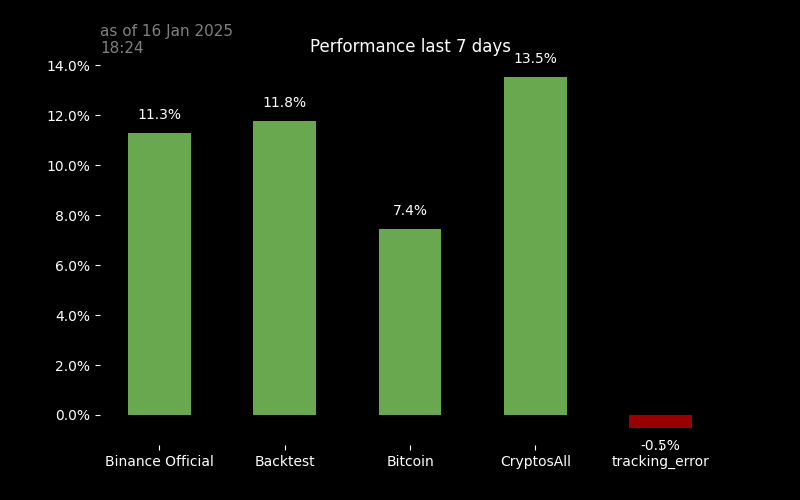 as of 16 Jan 2025
18:24
Performance last 7 days
14.0%
12.0%
10.0%
8.0%
6.0%
4.0%
2.0%
0.0%
11.3%
11.8%
7.4%
13.5%
-0.5%
Binance Official
Backtest
Bitcoin
CryptosAll
tracking_error